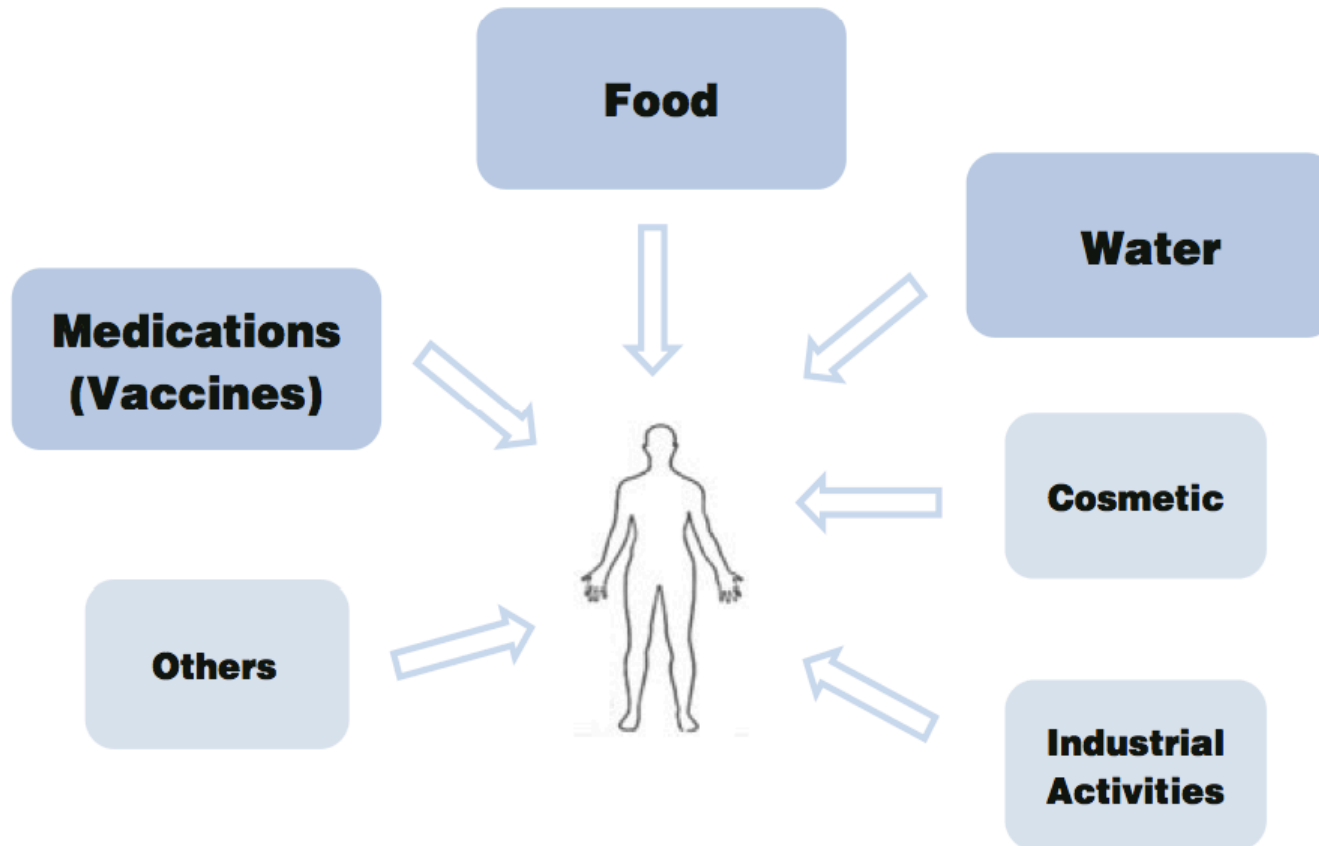 Food
Water
Medications
(Vaccines)
Cosmetic
Others
Industrial
Activities